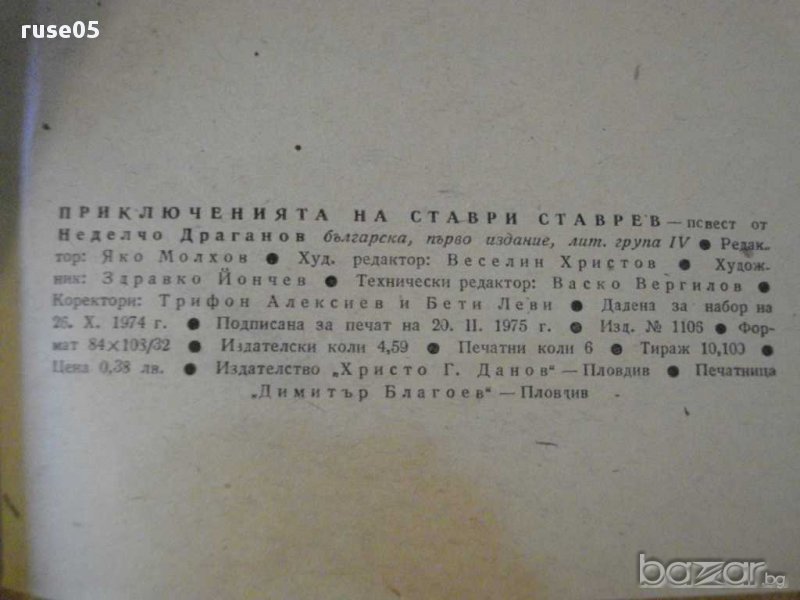 ruse05
ПРИКЛЮЧЕНИЯТА НА СТАВРИ СТАВРЕВ — повест от
Неделчо Драганов българска, първо издание, лит. група IV ● Редак-
тор: Яко Молхов ● Худ. редактор: Веселин Христов ● Худож-
ник: Здравко Йончев ● Технически редактор: Васко Вергилов ●
Коректори: Трифон Алексиев и Бети Леви ● Дадена за набор на
26. X. 1974 г. ● Подписана за печат на 20. II. 1975 г. ● Изд. № 1106 ● Фор-
мат 84×108/32 ● Издателски коли 4,59 ● Печатни коли 6 ● Тираж 10,103 ●
Цена 0,38 лв. ● Издателство „Христо Г. Данов“ — Пловдив ● Печатница
„Димитър Благоев“ — Пловдив
bazar.bg